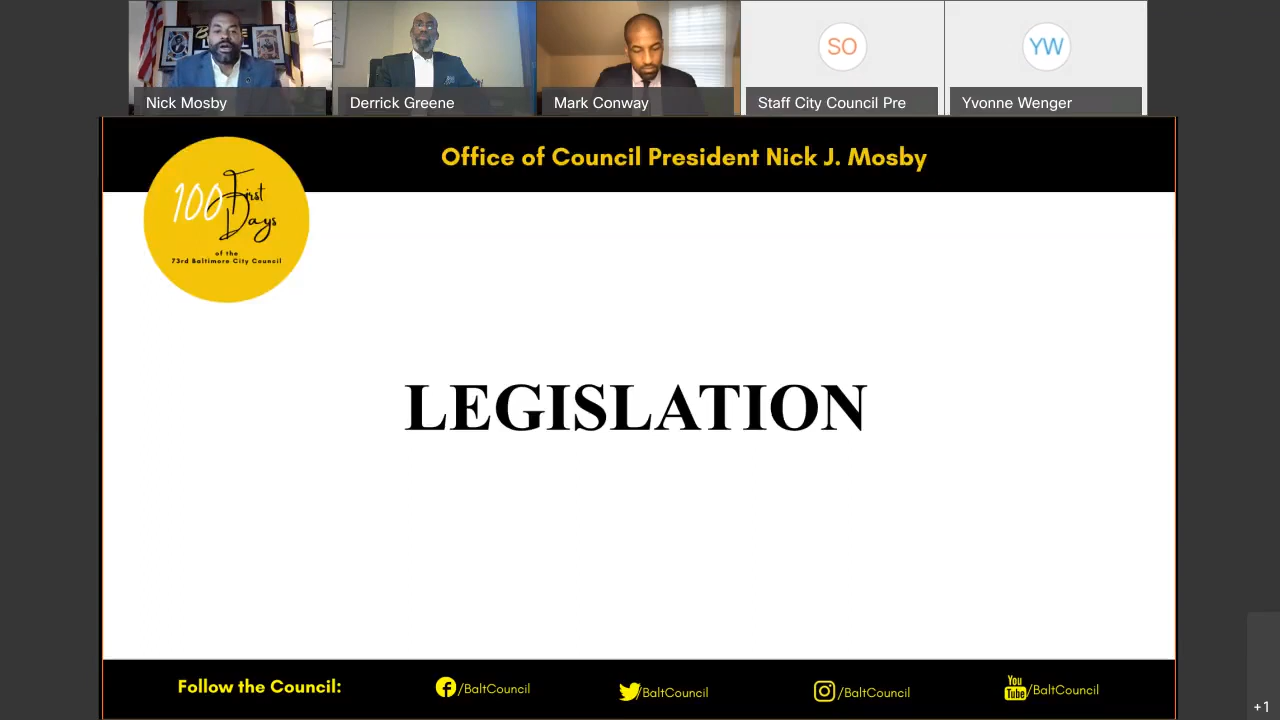 SO
YW
Nick Mosby
Derrick Greene
Mark Conway
Staff City Council Pre
Yvonne Wenger
Office of Council President Nick J. Mosby
100 First
Days
of the
73rd Baltimore City Council
LEGISLATION
Follow the Council:
/BaltCouncil
/BaltCouncil
/BaltCouncil
You
Tube
/BaltCouncil
+1